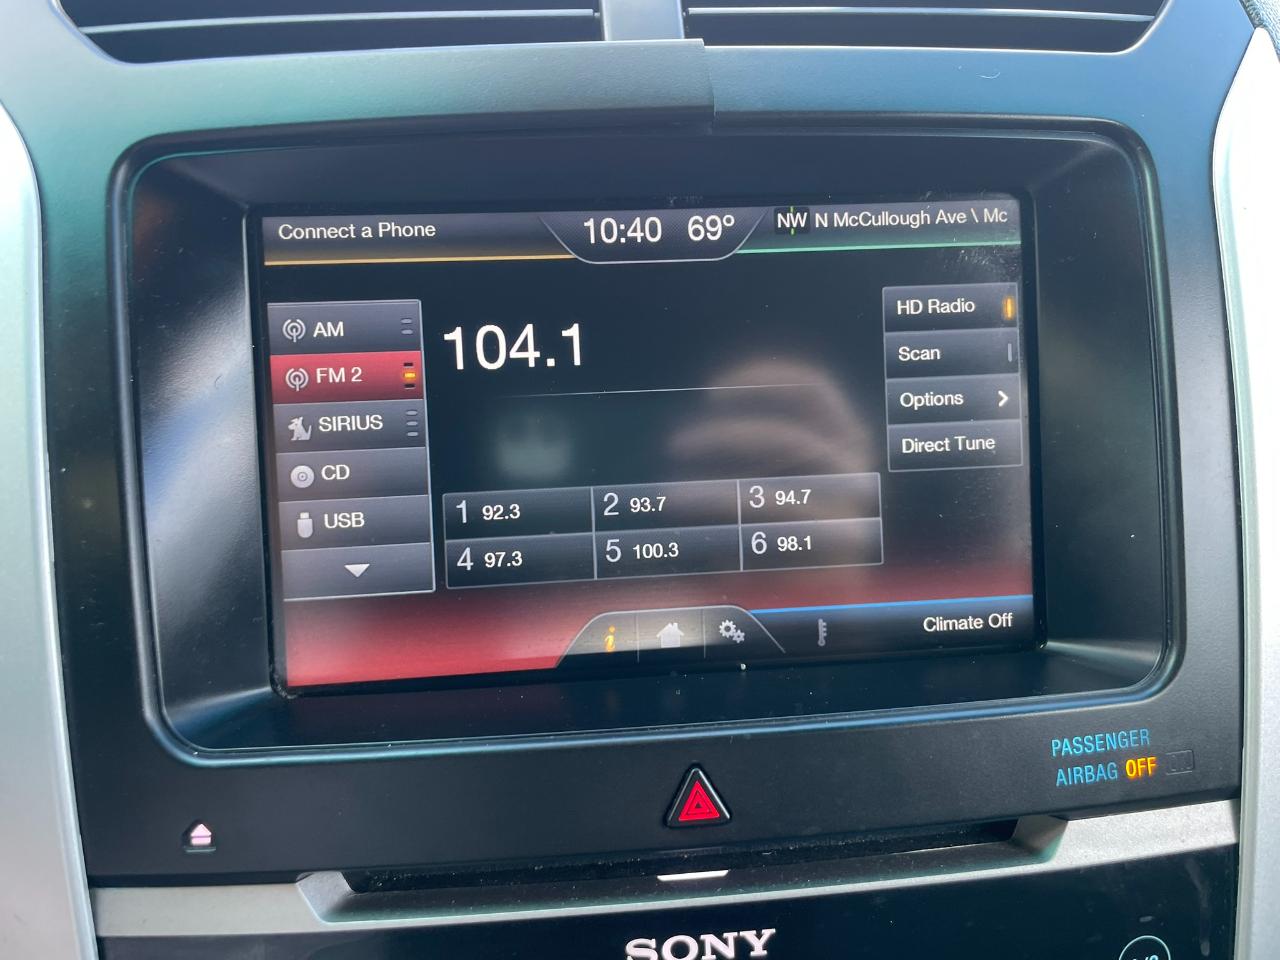 Connect a Phone
10:40 69°
NW N McCullough Ave \ Mc
AM
FM 2
SIRIUS
CD
USB
104.1
HD Radio
Scan
Options
Direct Tune
1 92.3
2 93.7
3 94.7
4 97.3
5 100.3
6 98.1
i
Climate Off
PASSENGER
AIRBAG OFF
SONY